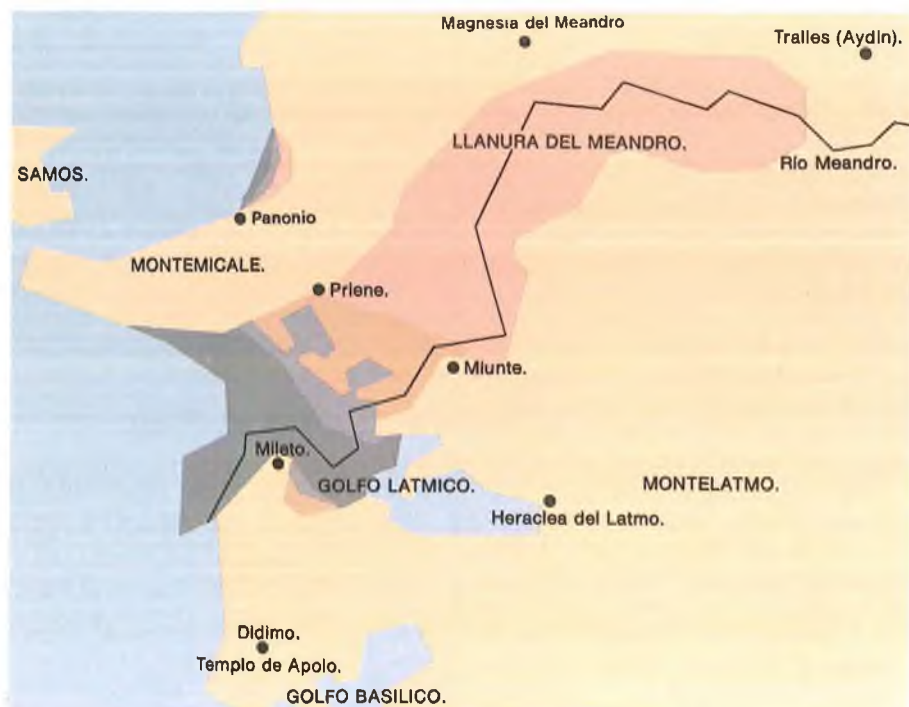 Magnesia del Meandro
Tralles (Aydin).
LLANURA DEL MEANDRO.
Río Meandro.
SAMOS.
Panonio
MONTEMICALE.
Priene.
Miunte.
Mileto.
GOLFO LATMICO.
MONTELATMO.
Heraclea del Latmo.
Didimo.
Templo de Apolo.
GOLFO BASILICO.